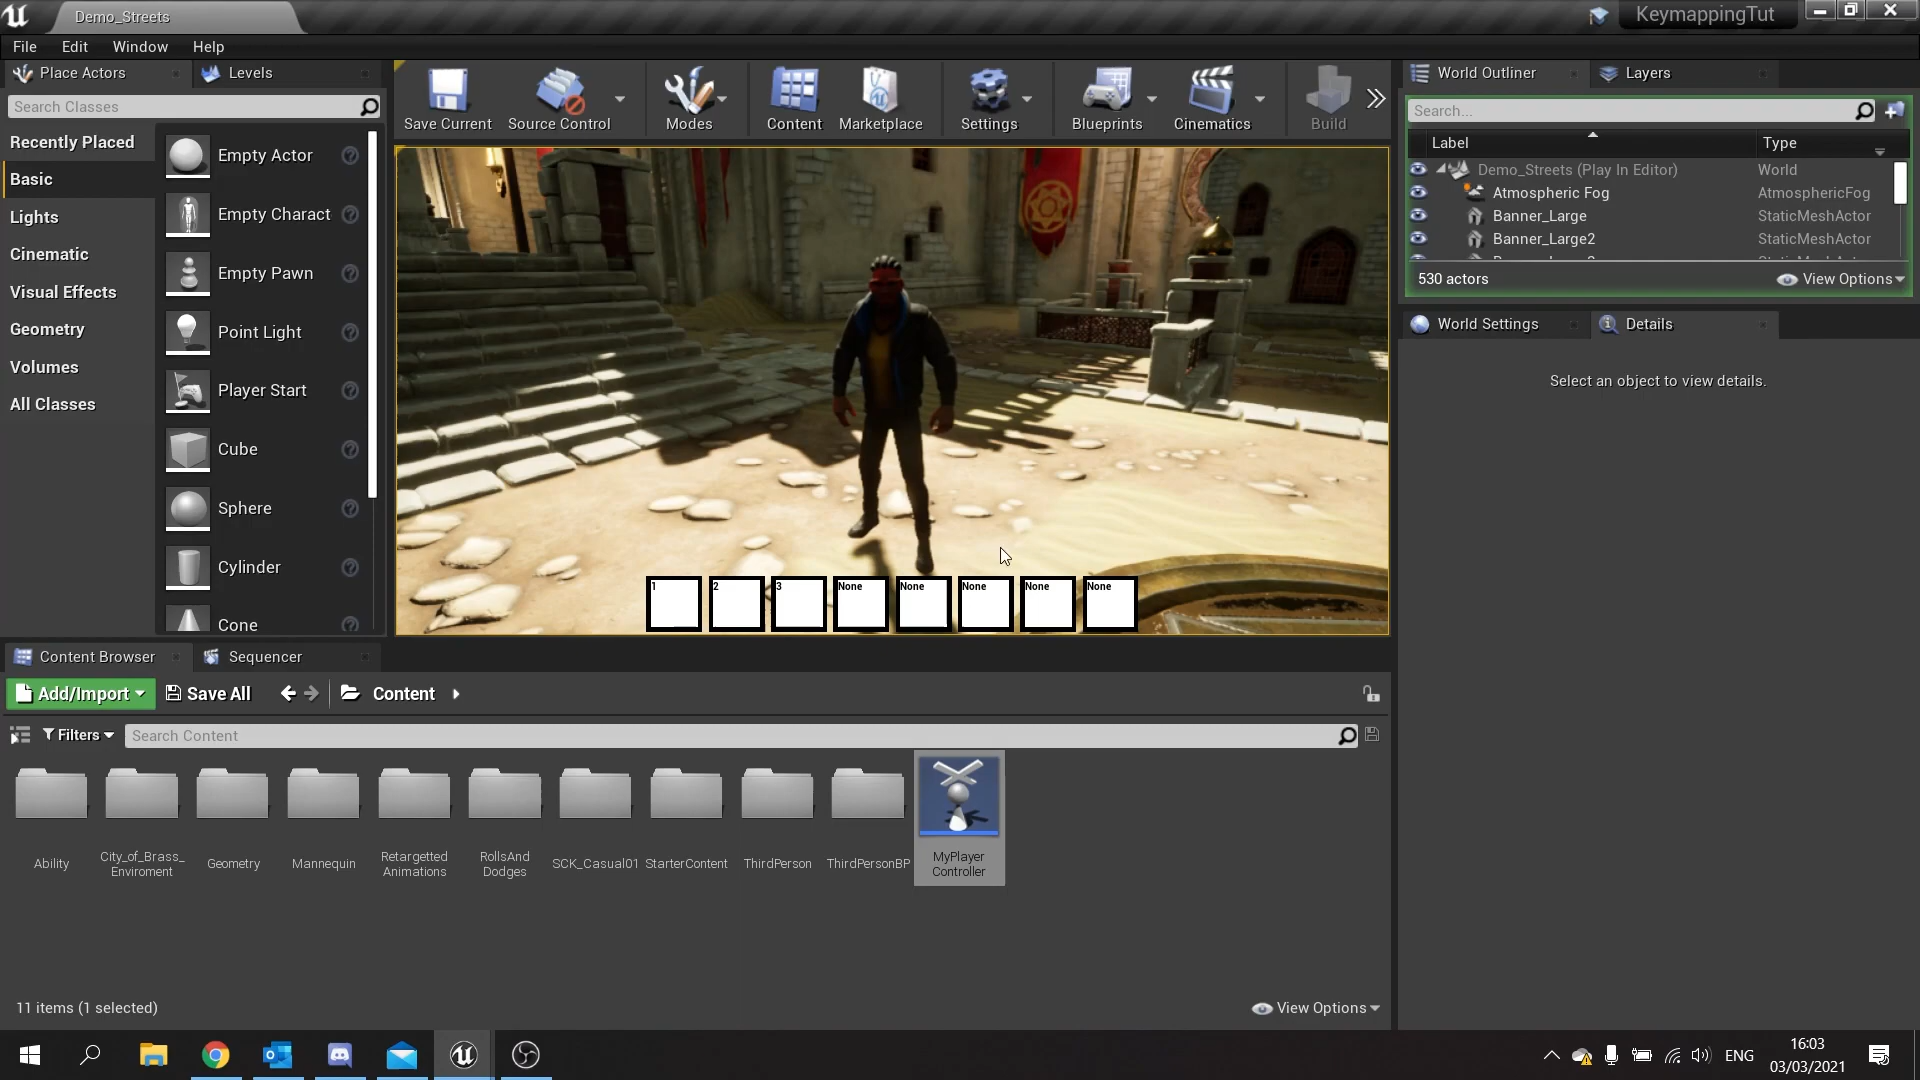 Demo_Streets
KeymappingTut
File Edit Window Help
Place Actors
Levels
Search Classes
Recently Placed
Basic
Lights
Cinematic
Visual Effects
Geometry
Volumes
All Classes
Empty Actor
Empty Charact
Empty Pawn
Point Light
Player Start
Cube
Sphere
Cylinder
Cone
Save Current
Source Control
Modes
Content
Marketplace
Settings
Blueprints
Cinematics
Build
1 2 3 None None None None None
World Outliner
Layers
Search...
Label Type
Demo_Streets (Play In Editor) World
Atmospheric Fog AtmosphericFog
Banner_Large StaticMeshActor
Banner_Large2 StaticMeshActor
530 actors
View Options
World Settings
Details
Select an object to view details.
Content Browser
Sequencer
Add/Import
Save All
Content
Filters
Search Content
Ability
City_of_Brass_
Enviroment
Geometry
Mannequin
Retargetted
Animations
RollsAnd
Dodges
SCK_Casual01
StarterContent
ThirdPerson
ThirdPersonBP
MyPlayer
Controller
11 items (1 selected)
View Options
ENG
16:03
03/03/2021